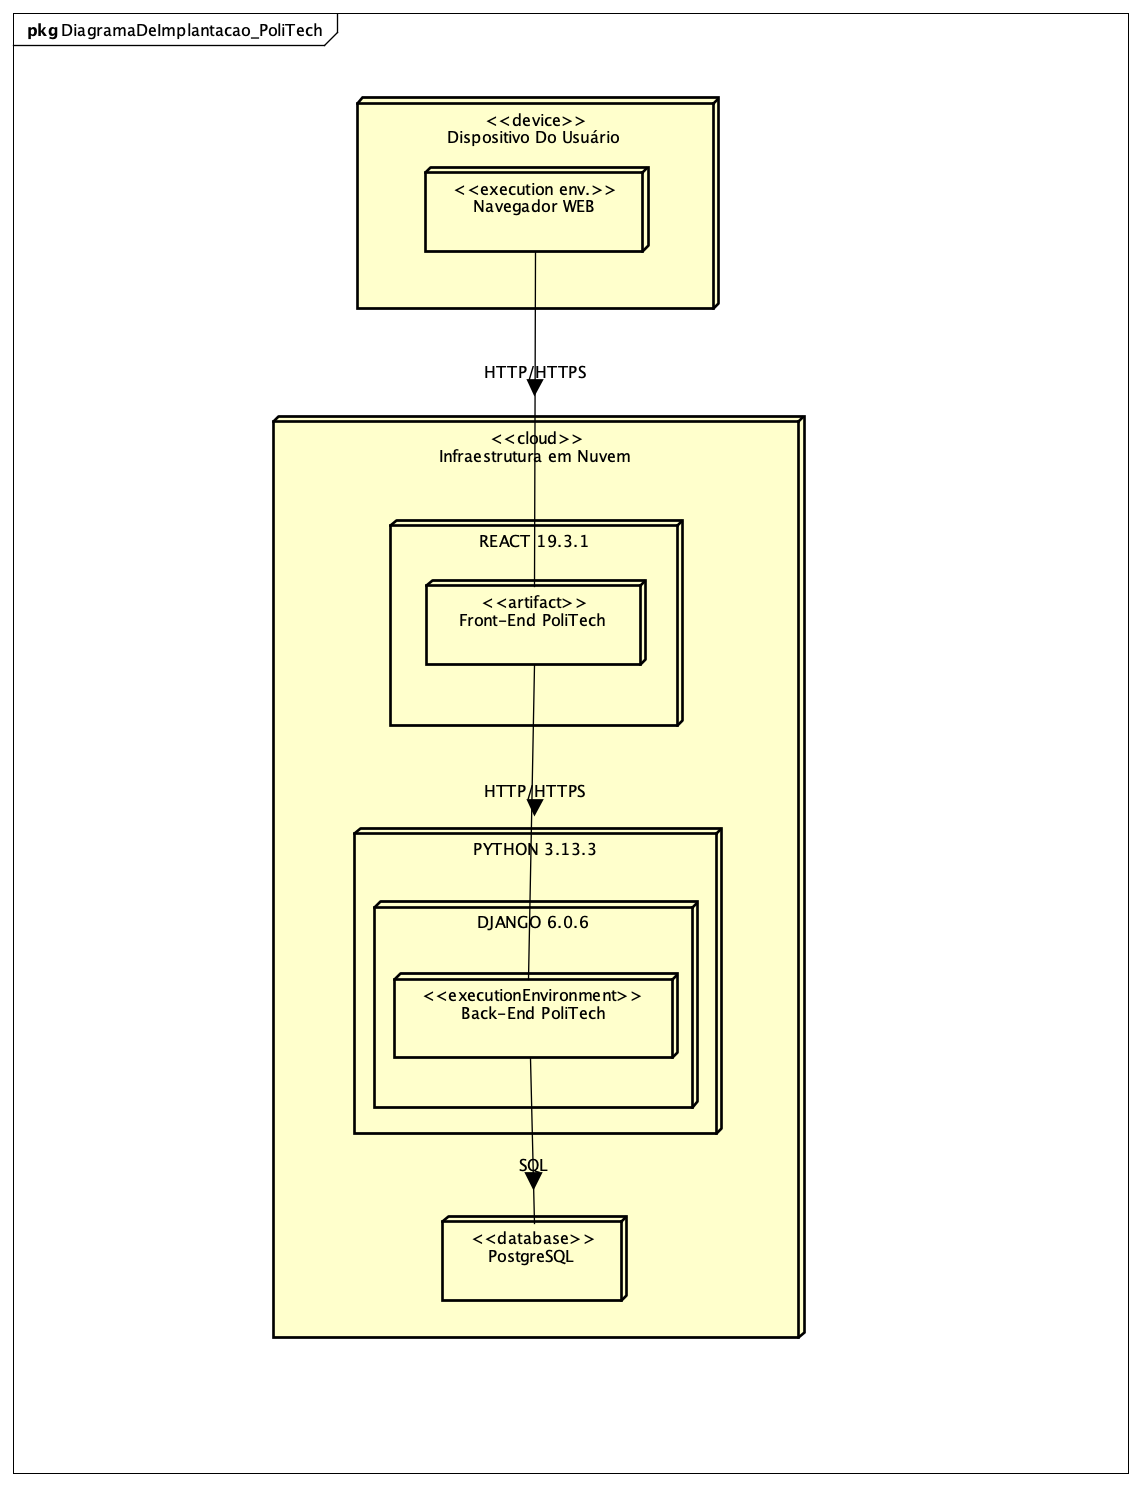 pkg DiagramaDeImplantacao_PoliTech
<<device>>
Dispositivo Do Usuário
<<execution env.>>
Navegador WEB
HTTP/HTTPS
<<cloud>>
Infraestrutura em Nuvem
REACT 19.3.1
<<artifact>>
Front-End PoliTech
HTTP/HTTPS
PYTHON 3.13.3
DJANGO 6.0.6
<<executionEnvironment>>
Back-End PoliTech
SQL
<<database>>
PostgreSQL